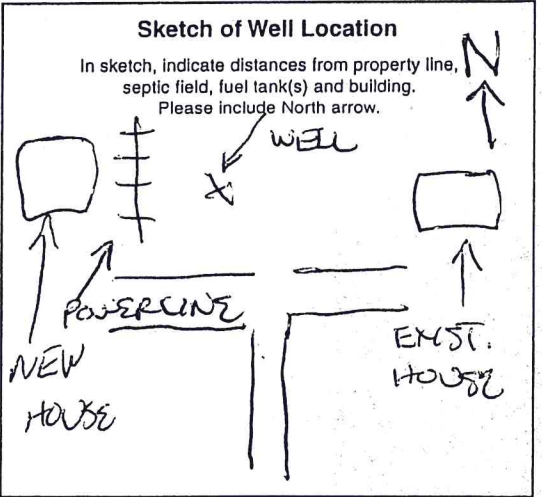 Sketch of Well Location
In sketch, indicate distances from property line,
septic field, fuel tank(s) and building.
Please include North arrow.
N
WELL
POWERLINE
NEW
HOUSE
EXIST.
HOUSE